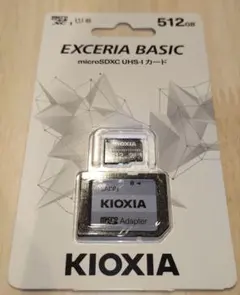 512GB
EXCERIA BASIC
microSDXC UHS-I カード
KIOXIA
KIOXIA
Adapter
KIOXIA